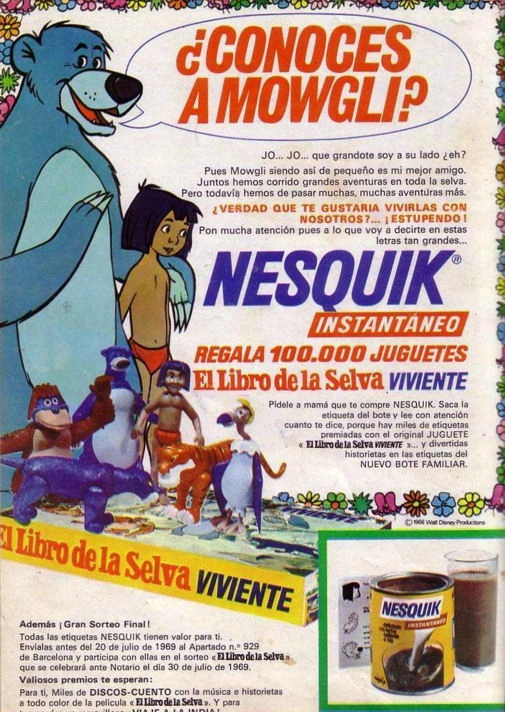 ¿CONOCES
A MOWGLI?
JO... JO... que grandote soy a su lado ¿eh?
Pues Mowgli siendo así de pequeño es mi mejor amigo.
Juntos hemos corrido grandes aventuras en toda la selva.
Pero todavía hemos de pasar muchas, muchas aventuras más.
¿VERDAD QUE TE GUSTARIA VIVIRLAS CON
NOSOTROS?... ¡ESTUPENDO!
Pon mucha atención pues a lo que voy a decirte en estas
letras tan grandes...
NESQUIK®
INSTANTÁNEO
REGALA 100.000 JUGUETES
El Libro de la Selva VIVIENTE
Pídele a mamá que te compre NESQUIK. Saca la
etiqueta del bote y lee con atención
cuanto te dice, porque hay miles de etiquetas
premiadas con el original JUGUETE
« El Libro de la Selva VIVIENTE »... y divertidas
historietas en las etiquetas del
NUEVO BOTE FAMILIAR.
© 1966 Walt Disney Productions
El Libro de la Selva VIVIENTE
NESQUIK
INSTANTANEO
Además ¡Gran Sorteo Final!
Todas las etiquetas NESQUIK tienen valor para ti.
Envíalas antes del 20 de julio de 1969 al Apartado n.º 929
de Barcelona y participa con ellas en el sorteo «El Libro de la Selva»
que se celebrará ante Notario el día 30 de julio de 1969.
Valiosos premios te esperan:
Para ti, Miles de DISCOS-CUENTO con la música e historietas
a todo color de la película « El Libro de la Selva ». Y para